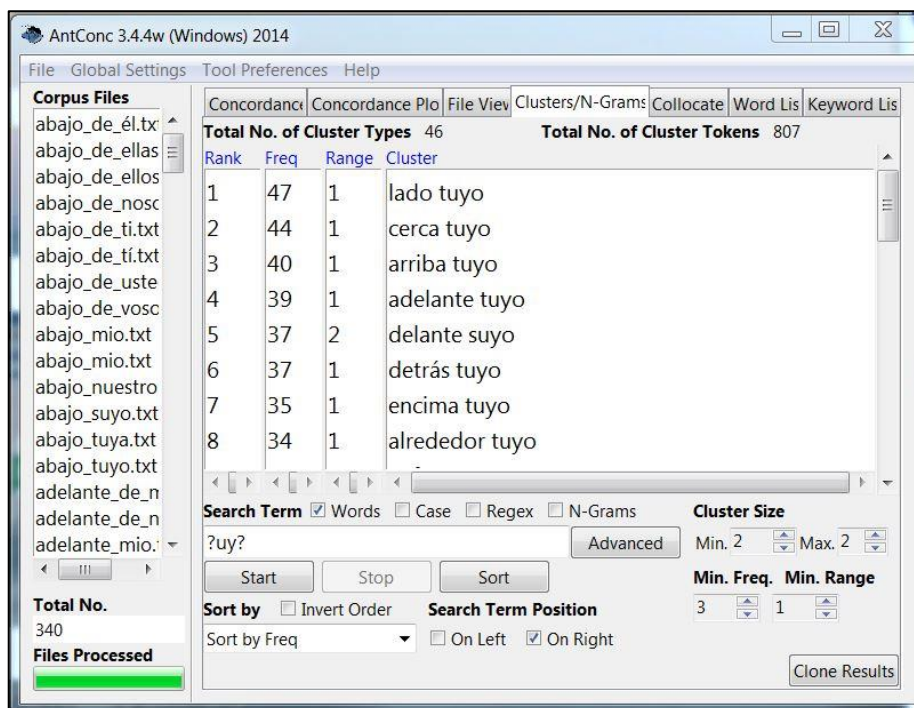 AntConc 3.4.4w (Windows) 2014
File Global Settings Tool Preferences Help
Corpus Files
abajo_de_él.tx
abajo_de_ellas
abajo_de_ellos
abajo_de_nosc
abajo_de_ti.txt
abajo_de_tí.txt
abajo_de_uste
abajo_de_vosc
abajo_mio.txt
abajo_mio.txt
abajo_nuestro
abajo_suyo.txt
abajo_tuya.txt
abajo_tuyo.txt
adelante_de_n
adelante_de_n
adelante_mio.
Total No.
340
Files Processed
Concordance Concordance Plo File View Clusters/N-Grams Collocate Word Lis Keyword Lis
Total No. of Cluster Types 46 Total No. of Cluster Tokens 807
Rank Freq Range Cluster
1 47 1 lado tuyo
2 44 1 cerca tuyo
3 40 1 arriba tuyo
4 39 1 adelante tuyo
5 37 2 delante suyo
6 37 1 detrás tuyo
7 35 1 encima tuyo
8 34 1 alrededor tuyo
Search Term Words Case Regex N-Grams Cluster Size
?uy? Advanced Min. 2 Max. 2
Start Stop Sort Min. Freq. Min. Range
Sort by Invert Order Search Term Position 3 1
Sort by Freq On Left On Right
Clone Results